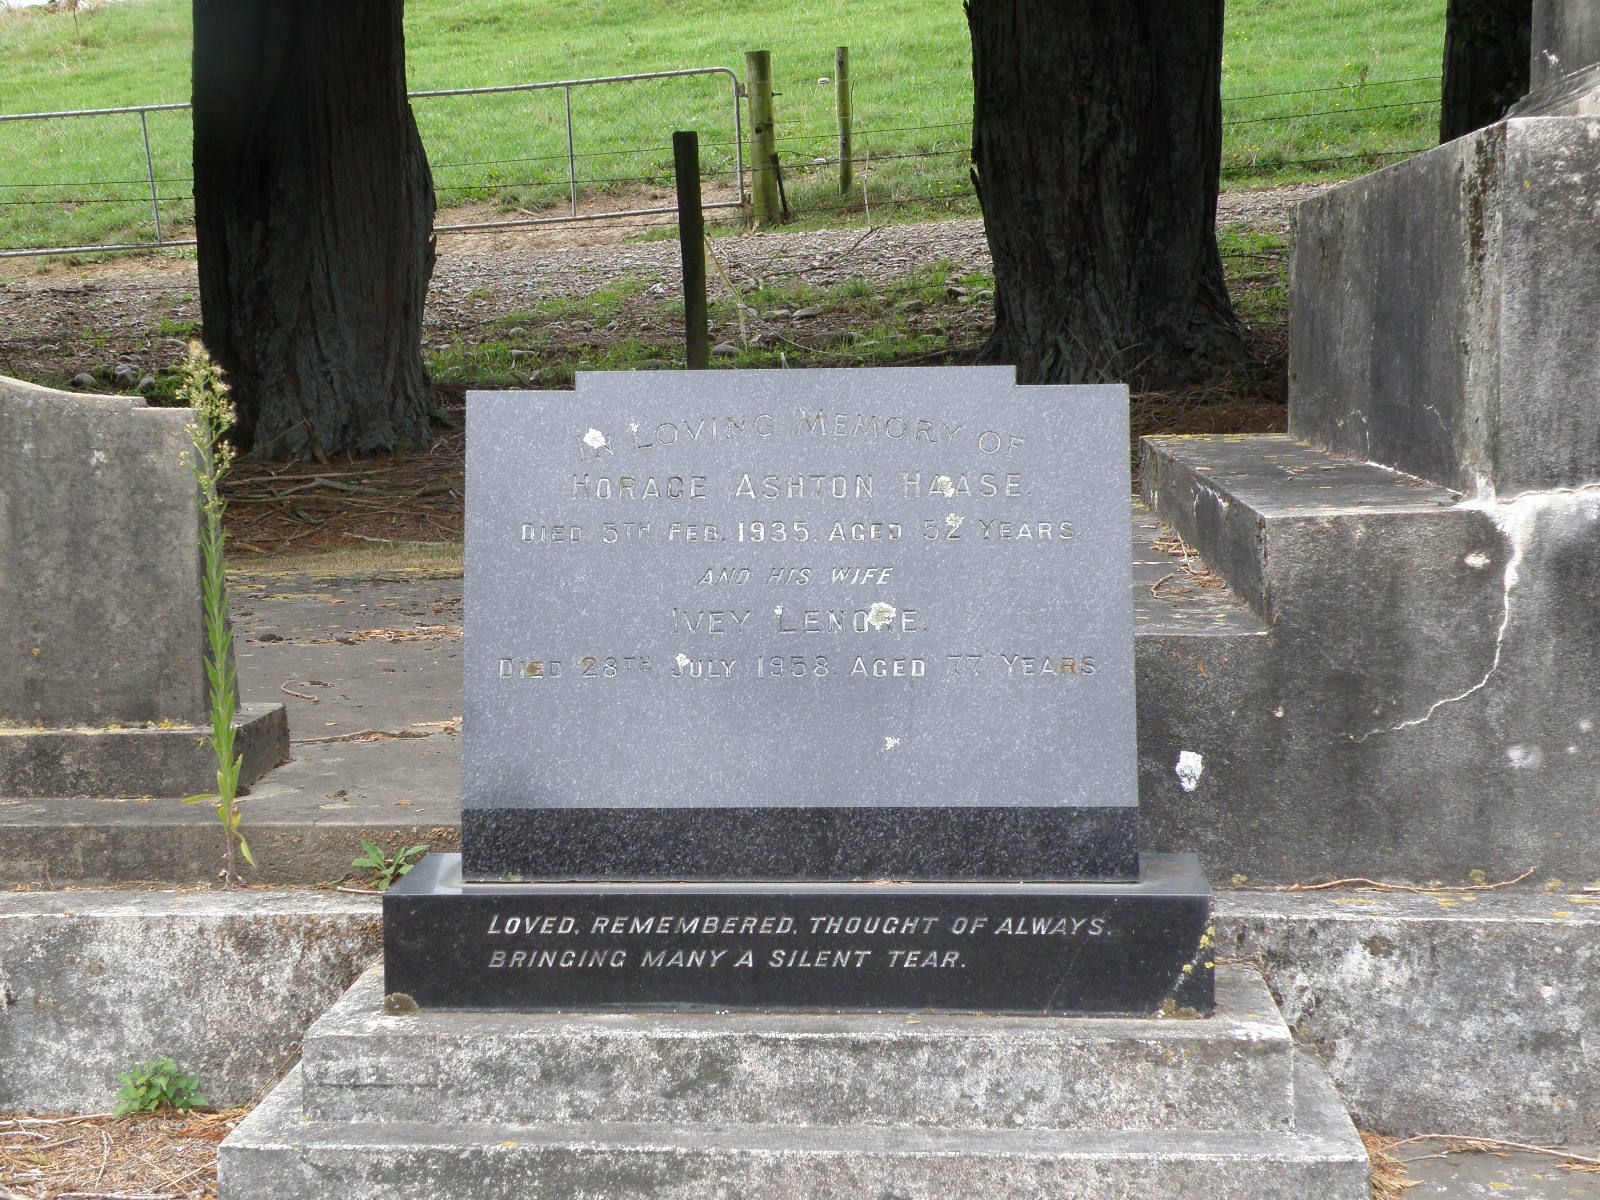 IN LOVING MEMORY OF
HORACE ASHTON HAASE.
DIED 5TH FEB. 1935. AGED 52 YEARS.
AND HIS WIFE
IVEY LENORE.
DIED 28TH JULY 1958. AGED 77 YEARS
LOVED, REMEMBERED, THOUGHT OF ALWAYS,
BRINGING MANY A SILENT TEAR.